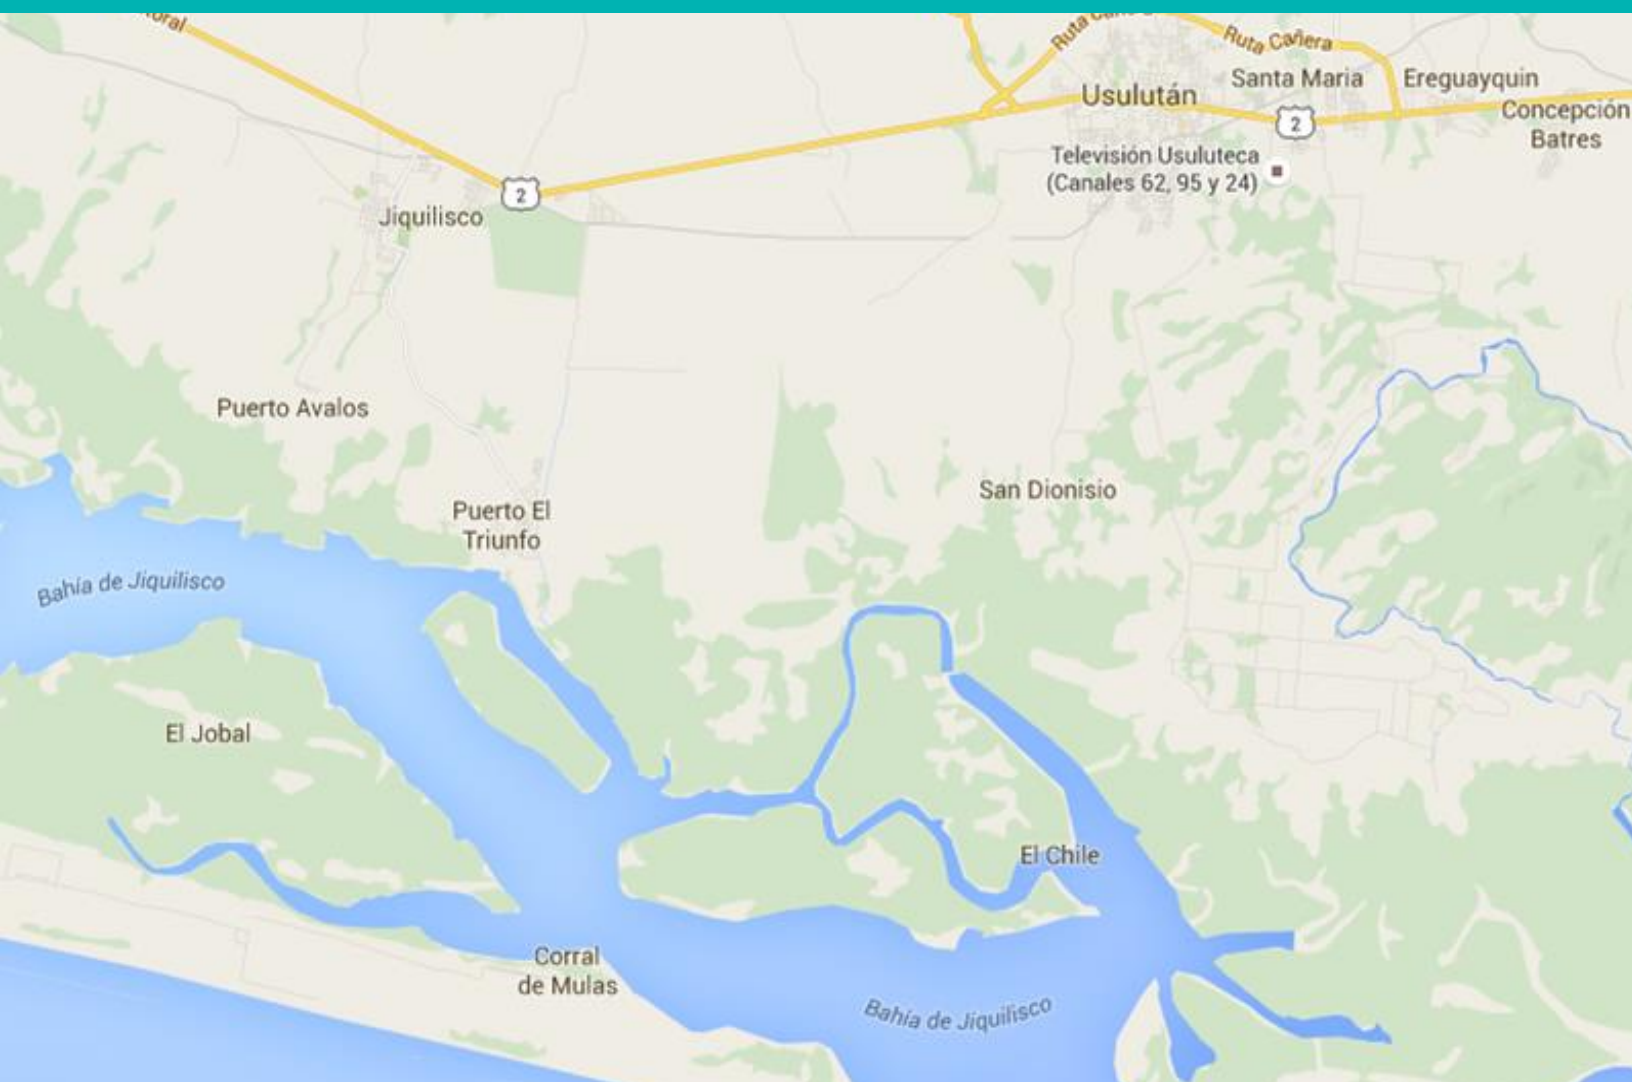 Ruta Cañera
Santa Maria
Ereguayquin
Usulután
2
Concepción
Batres
Televisión Usuluteca
(Canales 62, 95 y 24)
2
Jiquilisco
Puerto Avalos
San Dionisio
Puerto El
Triunfo
Bahía de Jiquilisco
El Jobal
El Chile
Corral
de Mulas
Bahía de Jiquilisco